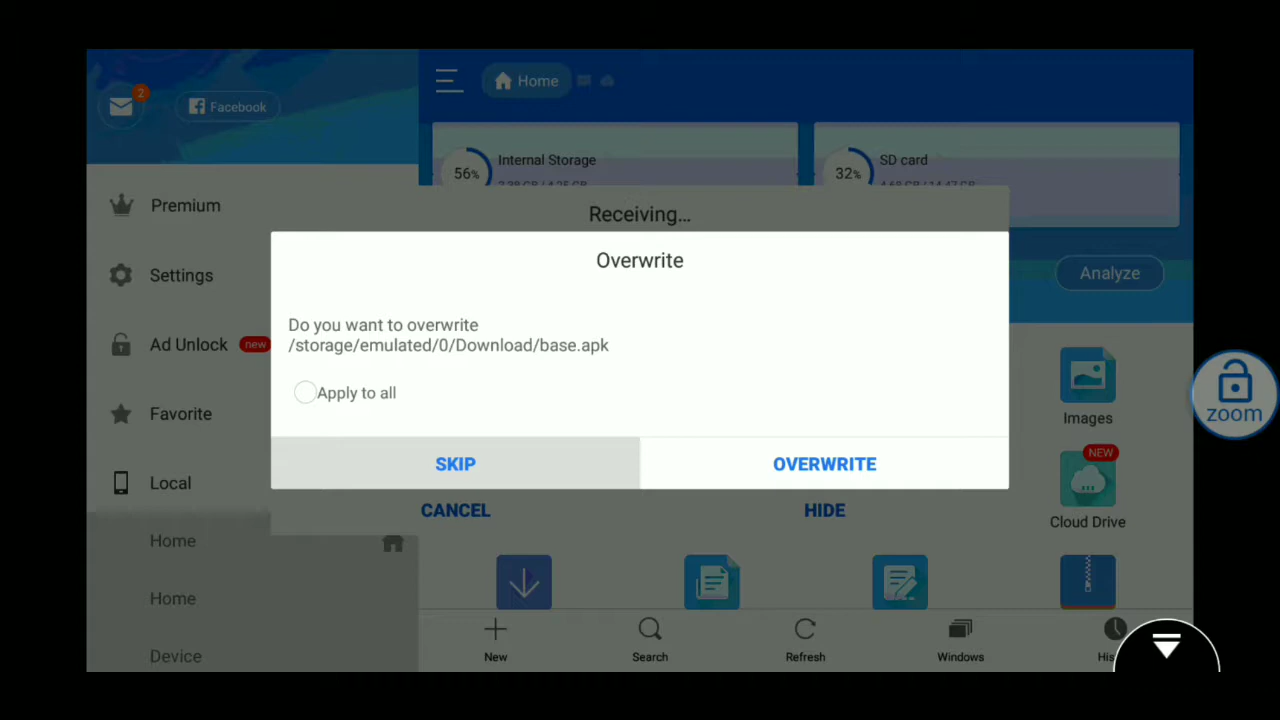 2
Facebook
Home
Internal Storage
56%
SD card
32%
Premium
Receiving...
Settings
Overwrite
Analyze
Do you want to overwrite
/storage/emulated/0/Download/base.apk
Ad Unlock
new
Apply to all
Favorite
Images
zoom
SKIP
OVERWRITE
NEW
Local
CANCEL
HIDE
Cloud Drive
Home
Home
Device
New
Search
Refresh
Windows
His